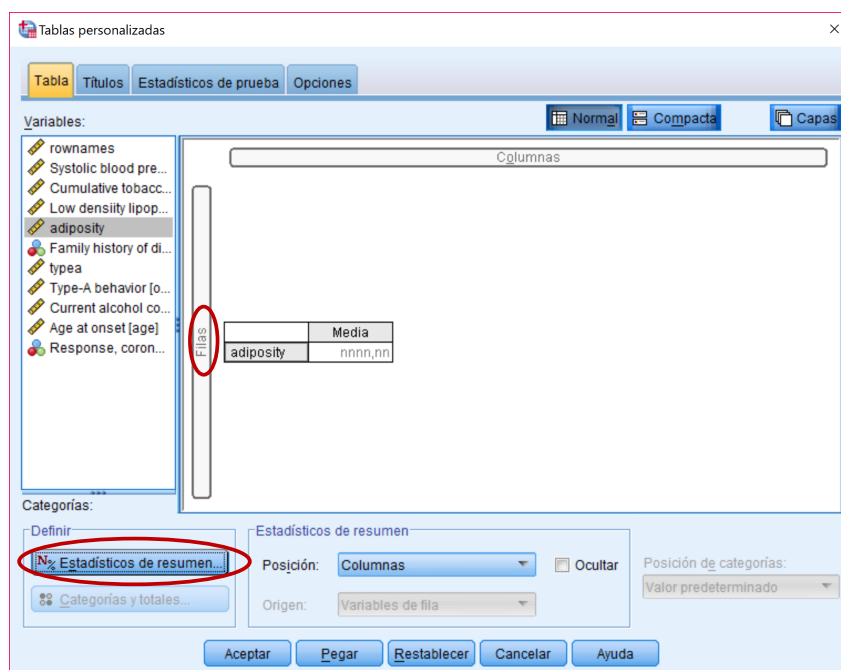 Tablas personalizadas
Tabla Títulos Estadísticos de prueba Opciones
Variables:
Normal Compacta Capas
rownames
Systolic blood pre...
Cumulative tobacc...
Low densiity lipop...
adiposity
Family history of di...
typea
Type-A behavior [o...
Current alcohol co...
Age at onset [age]
Response, coron...
Columnas
Filas
Media
adiposity nnnn,nn
Categorías:
Definir
N% Estadísticos de resumen...
Categorías y totales...
Estadísticos de resumen
Posición: Columnas Ocultar
Origen: Variables de fila
Posición de categorías:
Valor predeterminado
Aceptar Pegar Restablecer Cancelar Ayuda